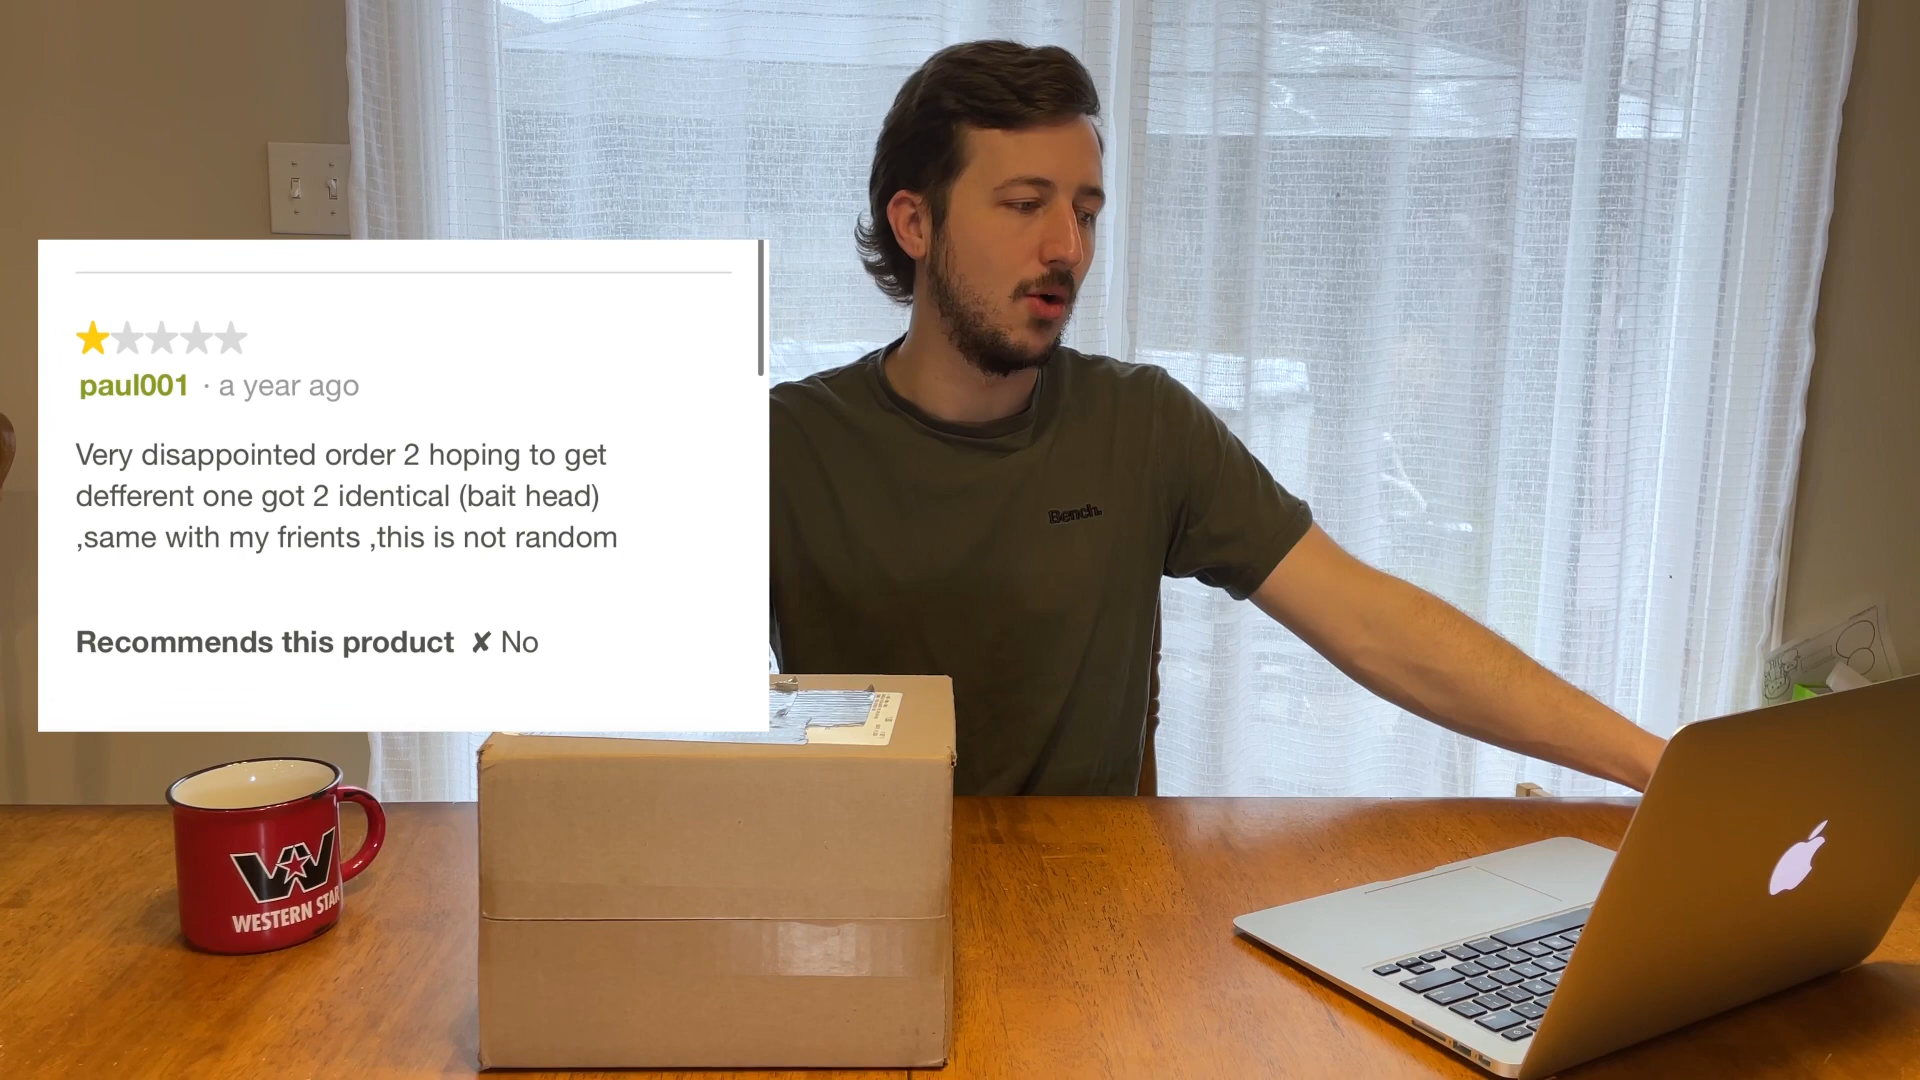 paul001 · a year ago
Very disappointed order 2 hoping to get
defferent one got 2 identical (bait head)
,same with my frients ,this is not random
Recommends this product ✘ No
Bench.
WESTERN STAR